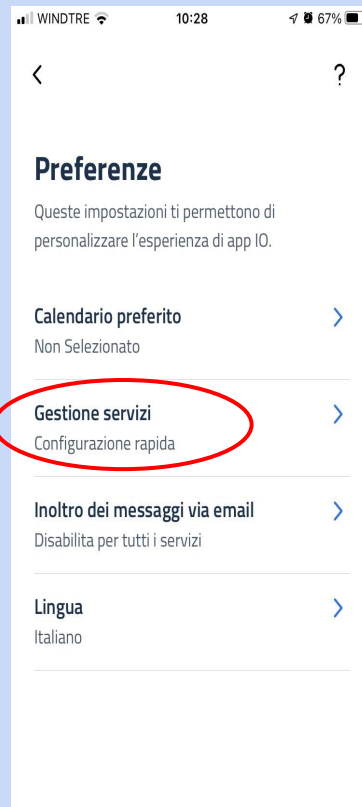 WINDTRE 10:28 67%
?
Preferenze
Queste impostazioni ti permettono di
personalizzare l'esperienza di app IO.
Calendario preferito
Non Selezionato
Gestione servizi
Configurazione rapida
Inoltro dei messaggi via email
Disabilita per tutti i servizi
Lingua
Italiano